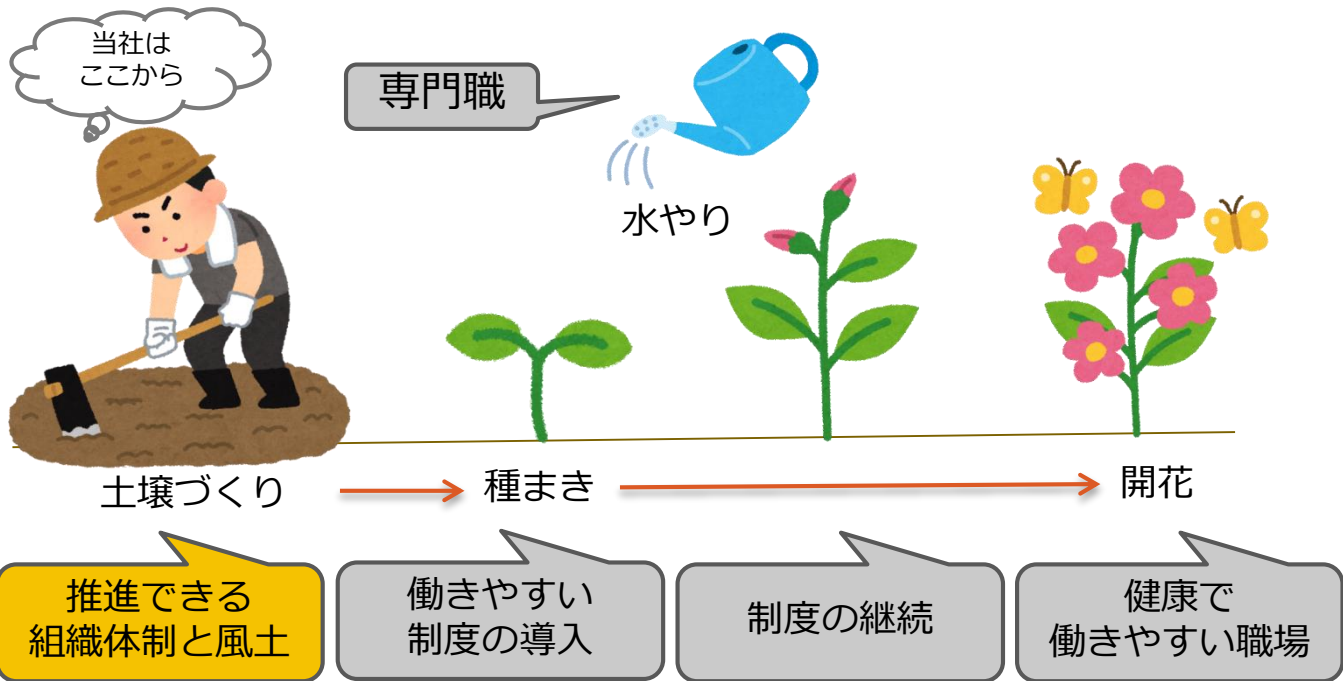 当社は
ここから
専門職
水やり
土壌づくり
種まき
開花
推進できる
組織体制と風土
働きやすい
制度の導入
制度の継続
健康で
働きやすい職場